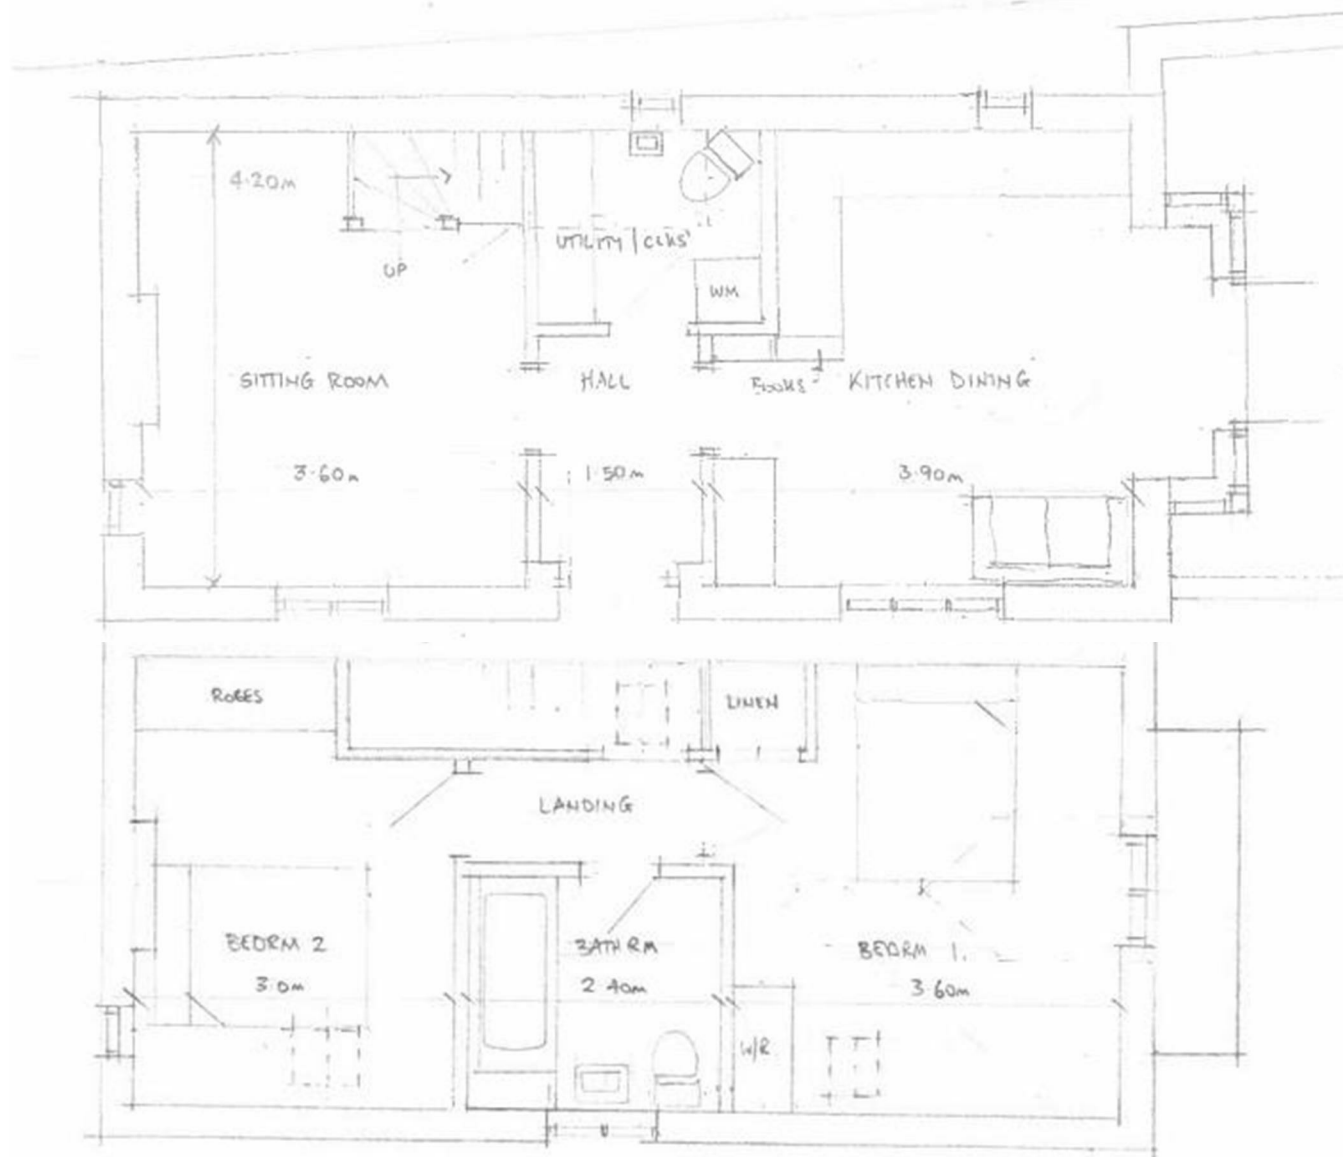 4.20m
UP
UTILITY / CLKS'
WM
SITTING ROOM
HALL
BOOKS
KITCHEN DINING
3.60m
1.50m
3.90m
ROBES
LINEN
LANDING
BEDRM 2
BATH RM
BEDRM 1.
3.0m
2.40m
3.60m
W/R